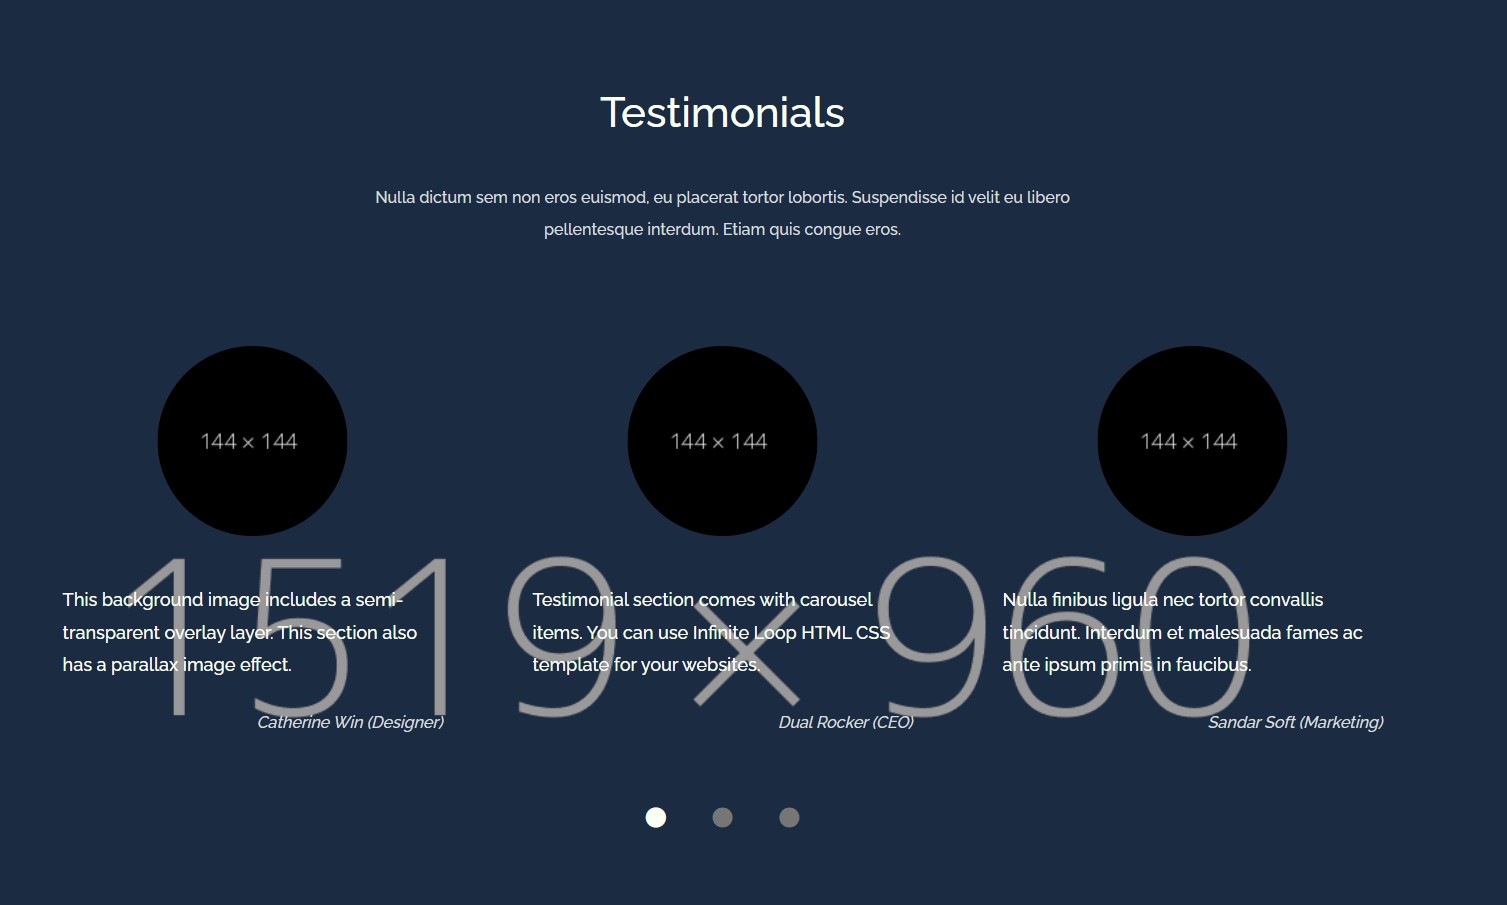 Testimonials
Nulla dictum sem non eros euismod, eu placerat tortor lobortis. Suspendisse id velit eu libero
pellentesque interdum. Etiam quis congue eros.
144 × 144
144 × 144
144 × 144
1519 × 960
This background image includes a semi-
transparent overlay layer. This section also
has a parallax image effect.
Catherine Win (Designer)
Testimonial section comes with carousel
items. You can use Infinite Loop HTML CSS
template for your websites.
Dual Rocker (CEO)
Nulla finibus ligula nec tortor convallis
tincidunt. Interdum et malesuada fames ac
ante ipsum primis in faucibus.
Sandar Soft (Marketing)